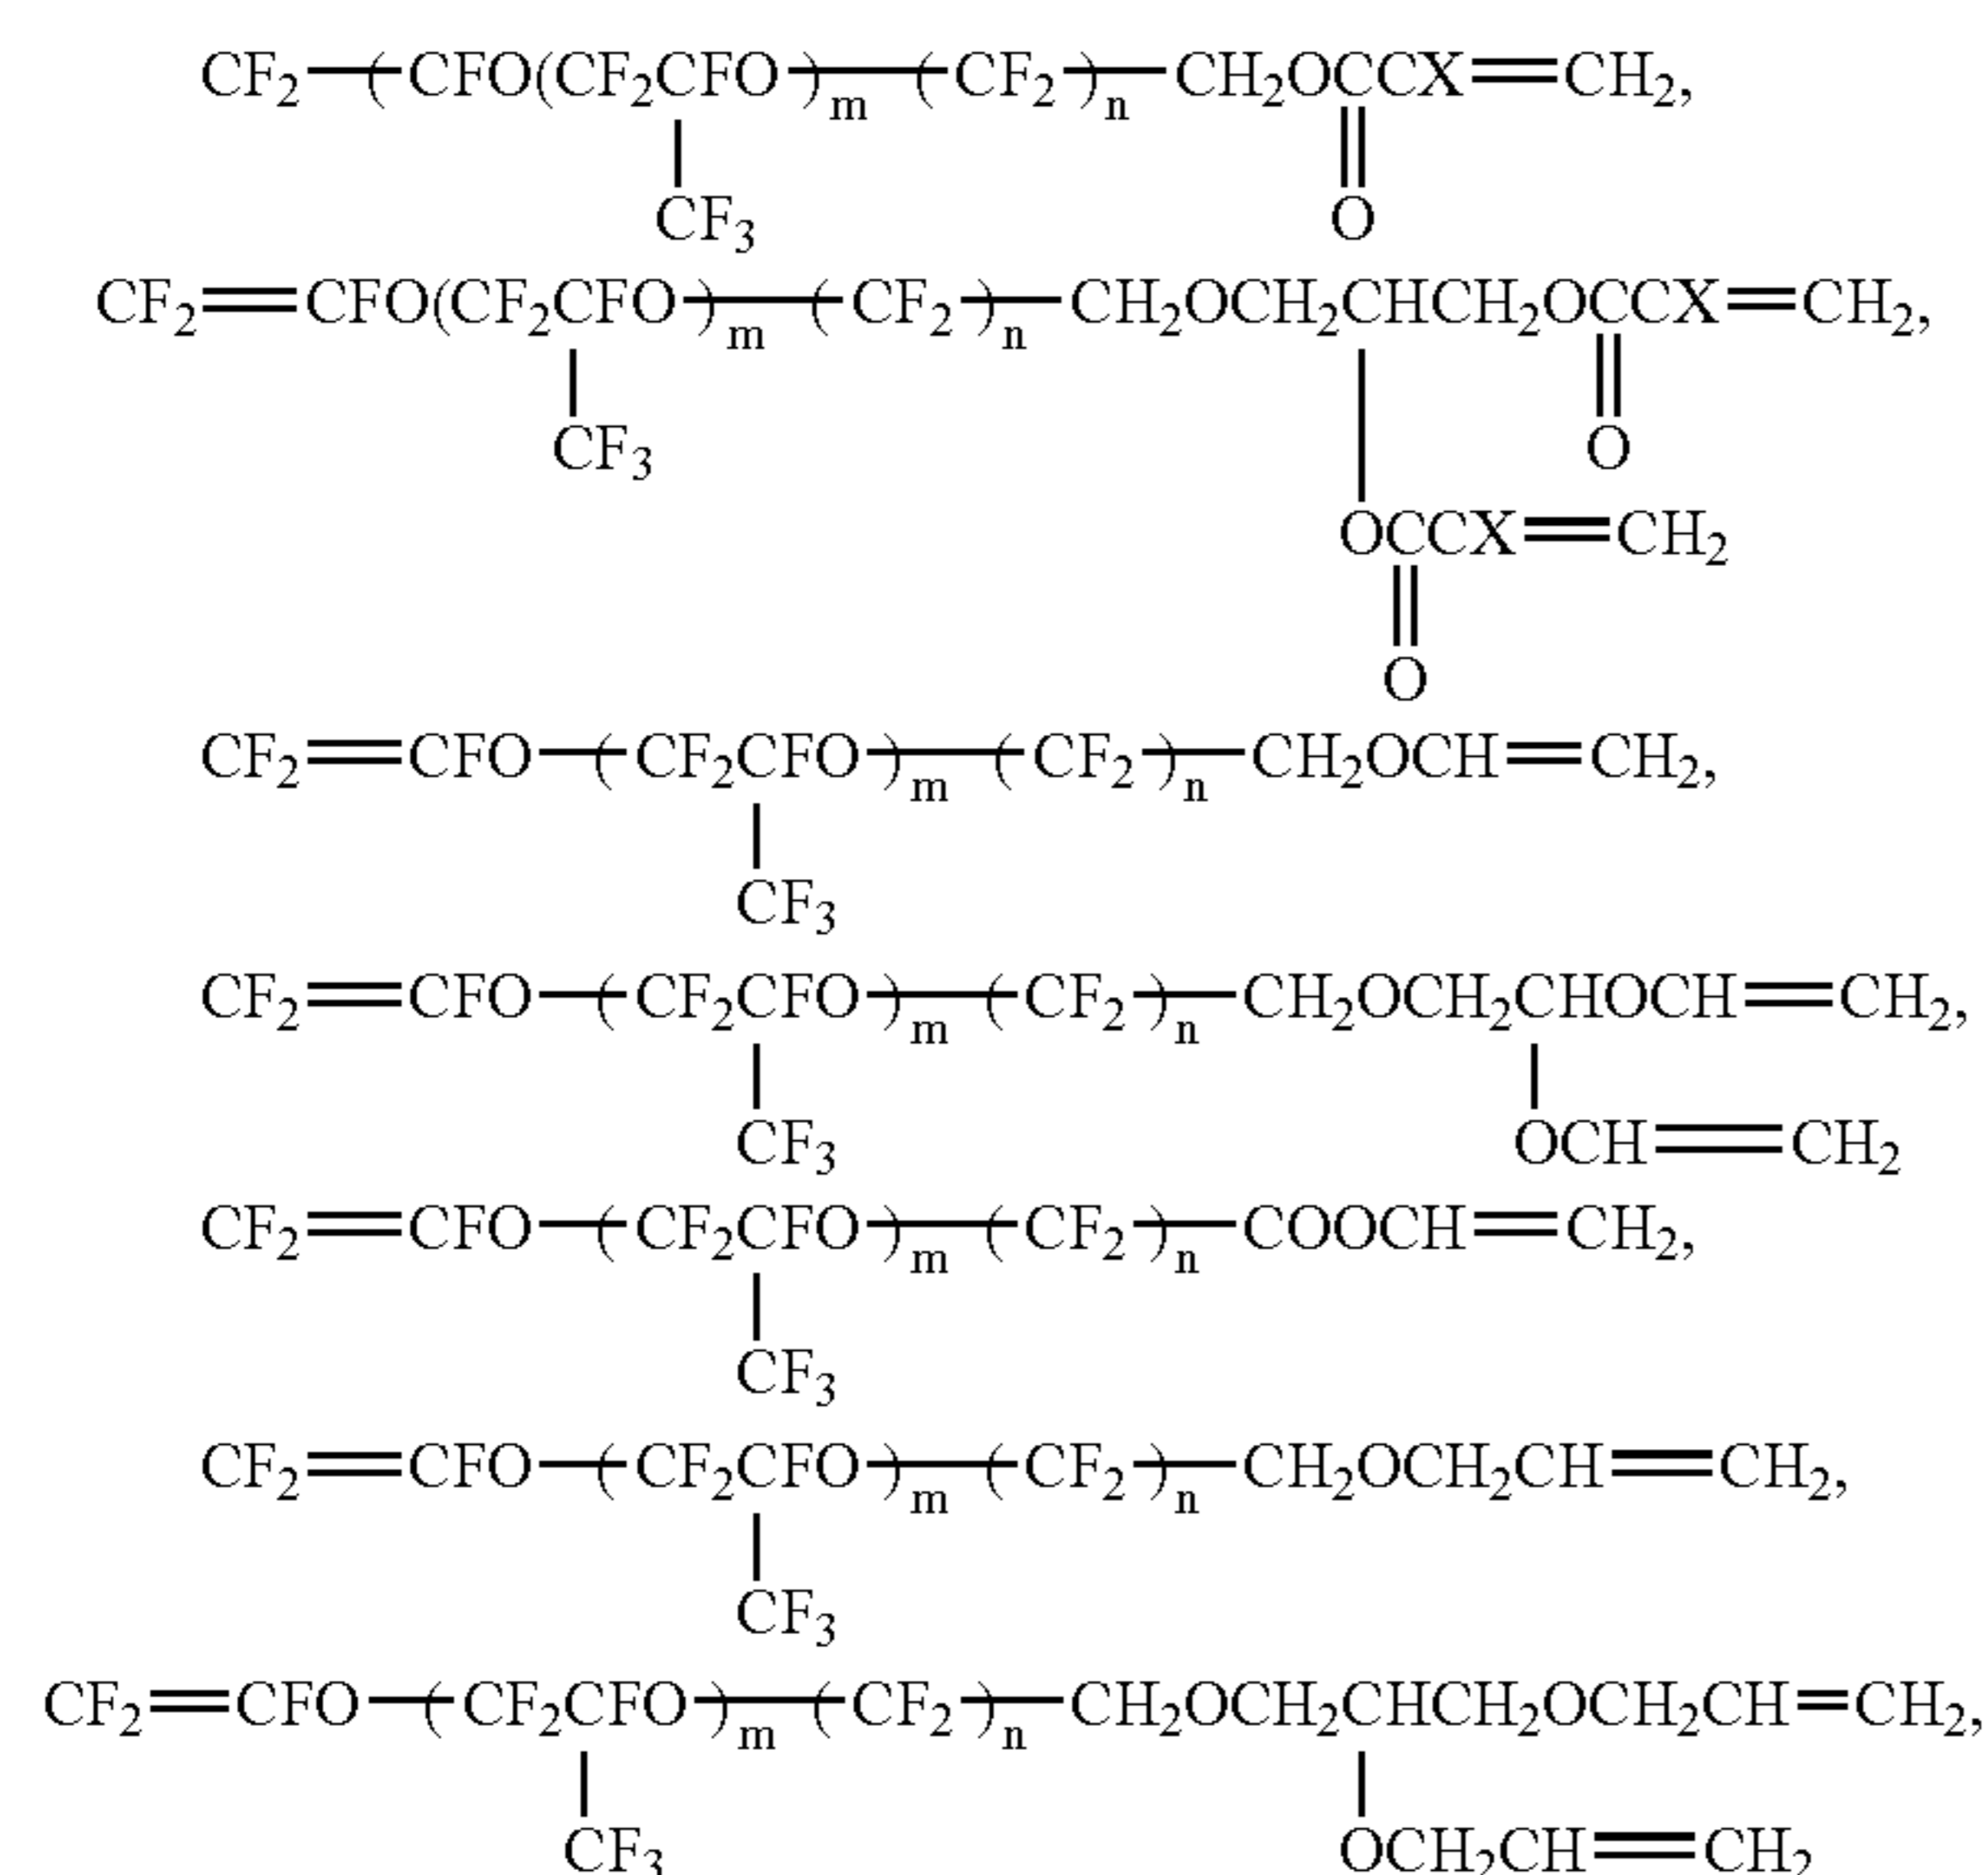 CF₂—(CFO(CF₂CFO)ₘ—(CF₂)ₙ—CH₂OCCX=CH₂,
CF₃ O
CF₂=CFO(CF₂CFO)ₘ—(CF₂)ₙ—CH₂OCH₂CHCH₂OCCX=CH₂,
CF₃ O
OCCX=CH₂
O
CF₂=CFO—(CF₂CFO)ₘ—(CF₂)ₙ—CH₂OCH=CH₂,
CF₃
CF₂=CFO—(CF₂CFO)ₘ—(CF₂)ₙ—CH₂OCH₂CHOCH=CH₂,
CF₃ OCH=CH₂
CF₂=CFO—(CF₂CFO)ₘ—(CF₂)ₙ—COOCH=CH₂,
CF₃
CF₂=CFO—(CF₂CFO)ₘ—(CF₂)ₙ—CH₂OCH₂CH=CH₂,
CF₃
CF₂=CFO—(CF₂CFO)ₘ—(CF₂)ₙ—CH₂OCH₂CHCH₂OCH₂CH=CH₂,
CF₃ OCH₂CH=CH₂